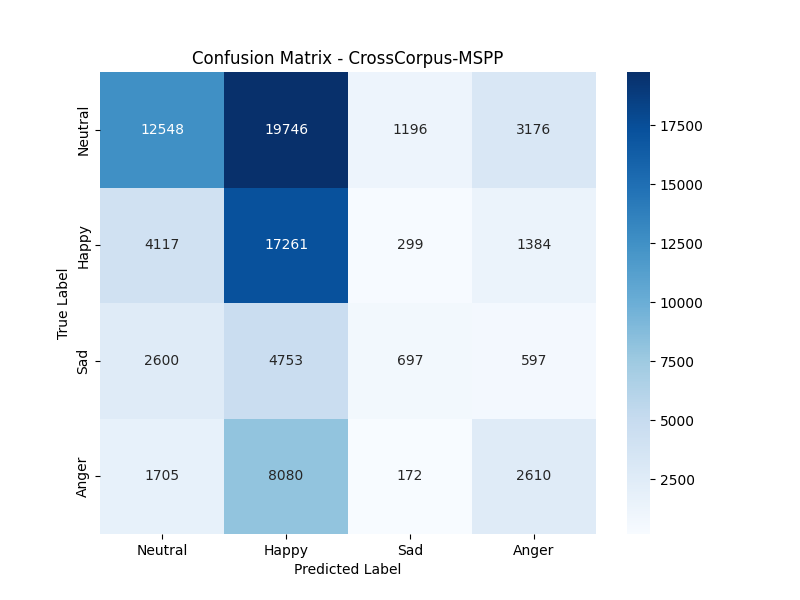 Confusion Matrix - CrossCorpus-MSPP
True Label
Neutral 12548 19746 1196 3176
Happy 4117 17261 299 1384
Sad 2600 4753 697 597
Anger 1705 8080 172 2610
Neutral Happy Sad Anger
Predicted Label
17500
15000
12500
10000
7500
5000
2500